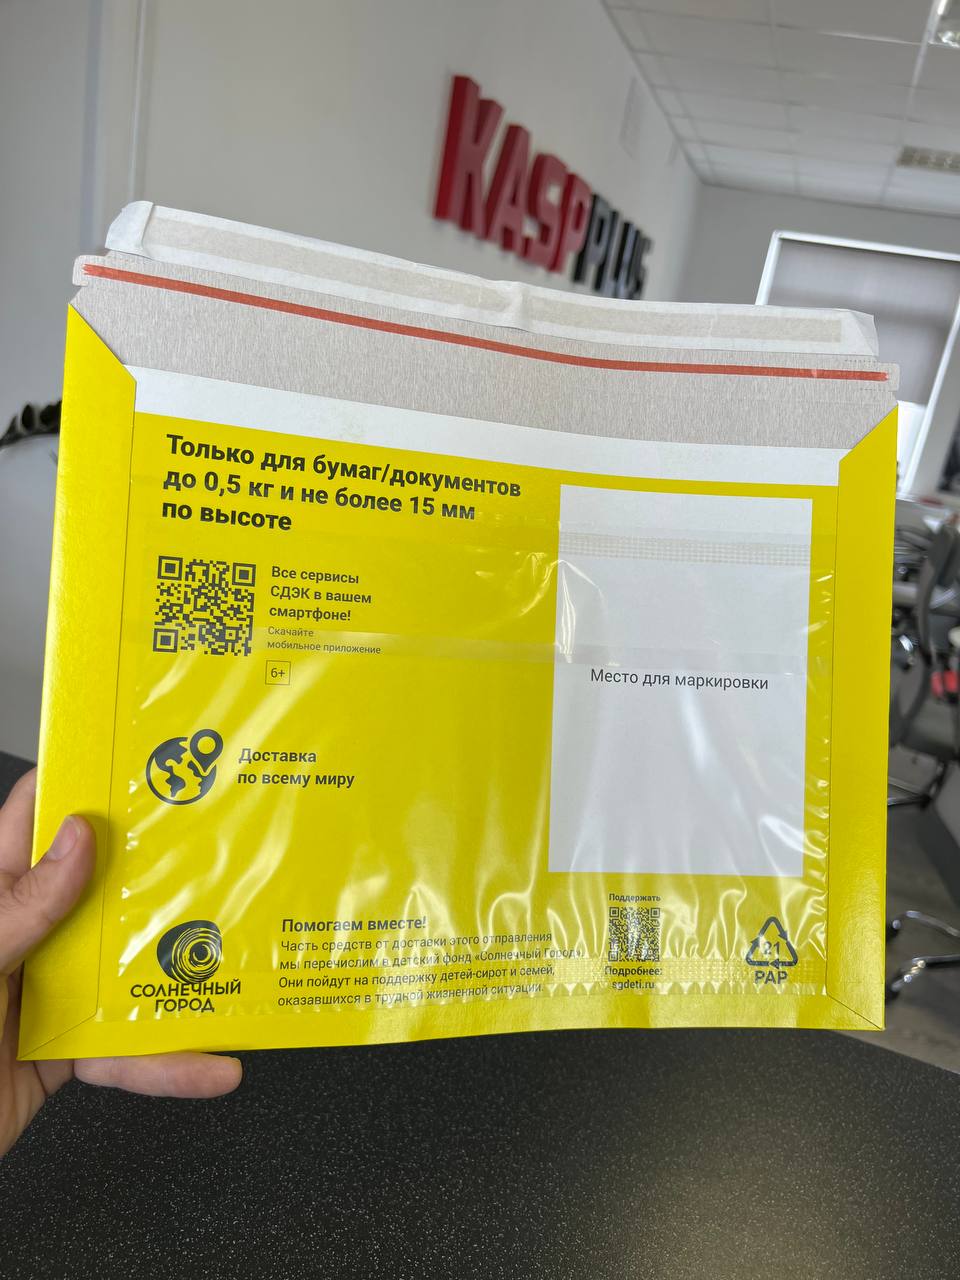 KASPPLUS
Только для бумаг/документов
до 0,5 кг и не более 15 мм
по высоте
Все сервисы
СДЭК в вашем
смартфоне!
Скачайте
мобильное приложение
6+
Место для маркировки
Доставка
по всему миру
СОЛНЕЧНЫЙ
ГОРОД
Помогаем вместе!
Часть средств от доставки этого отправления
мы перечислим в детский фонд «Солнечный Город».
Они пойдут на поддержку детей-сирот и семей,
оказавшихся в трудной жизненной ситуации.
Поддержать
Подробнее:
sgdeti.ru
21
PAP